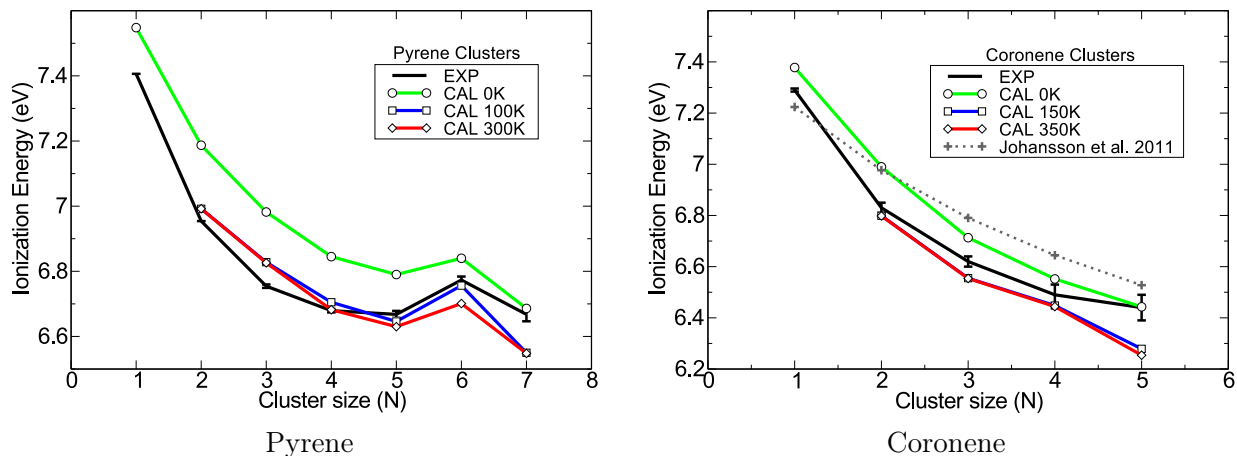 Ionization Energy (eV)
7.4
7.2
7
6.8
6.6
0
1
2
3
4
5
6
7
8
Cluster size (N)
Pyrene Clusters
EXP
CAL 0K
CAL 100K
CAL 300K
Pyrene
Ionization Energy (eV)
7.4
7.2
7
6.8
6.6
6.4
6.2
0
1
2
3
4
5
6
Cluster size (N)
Coronene Clusters
EXP
CAL 0K
CAL 150K
CAL 350K
Johansson et al. 2011
Coronene